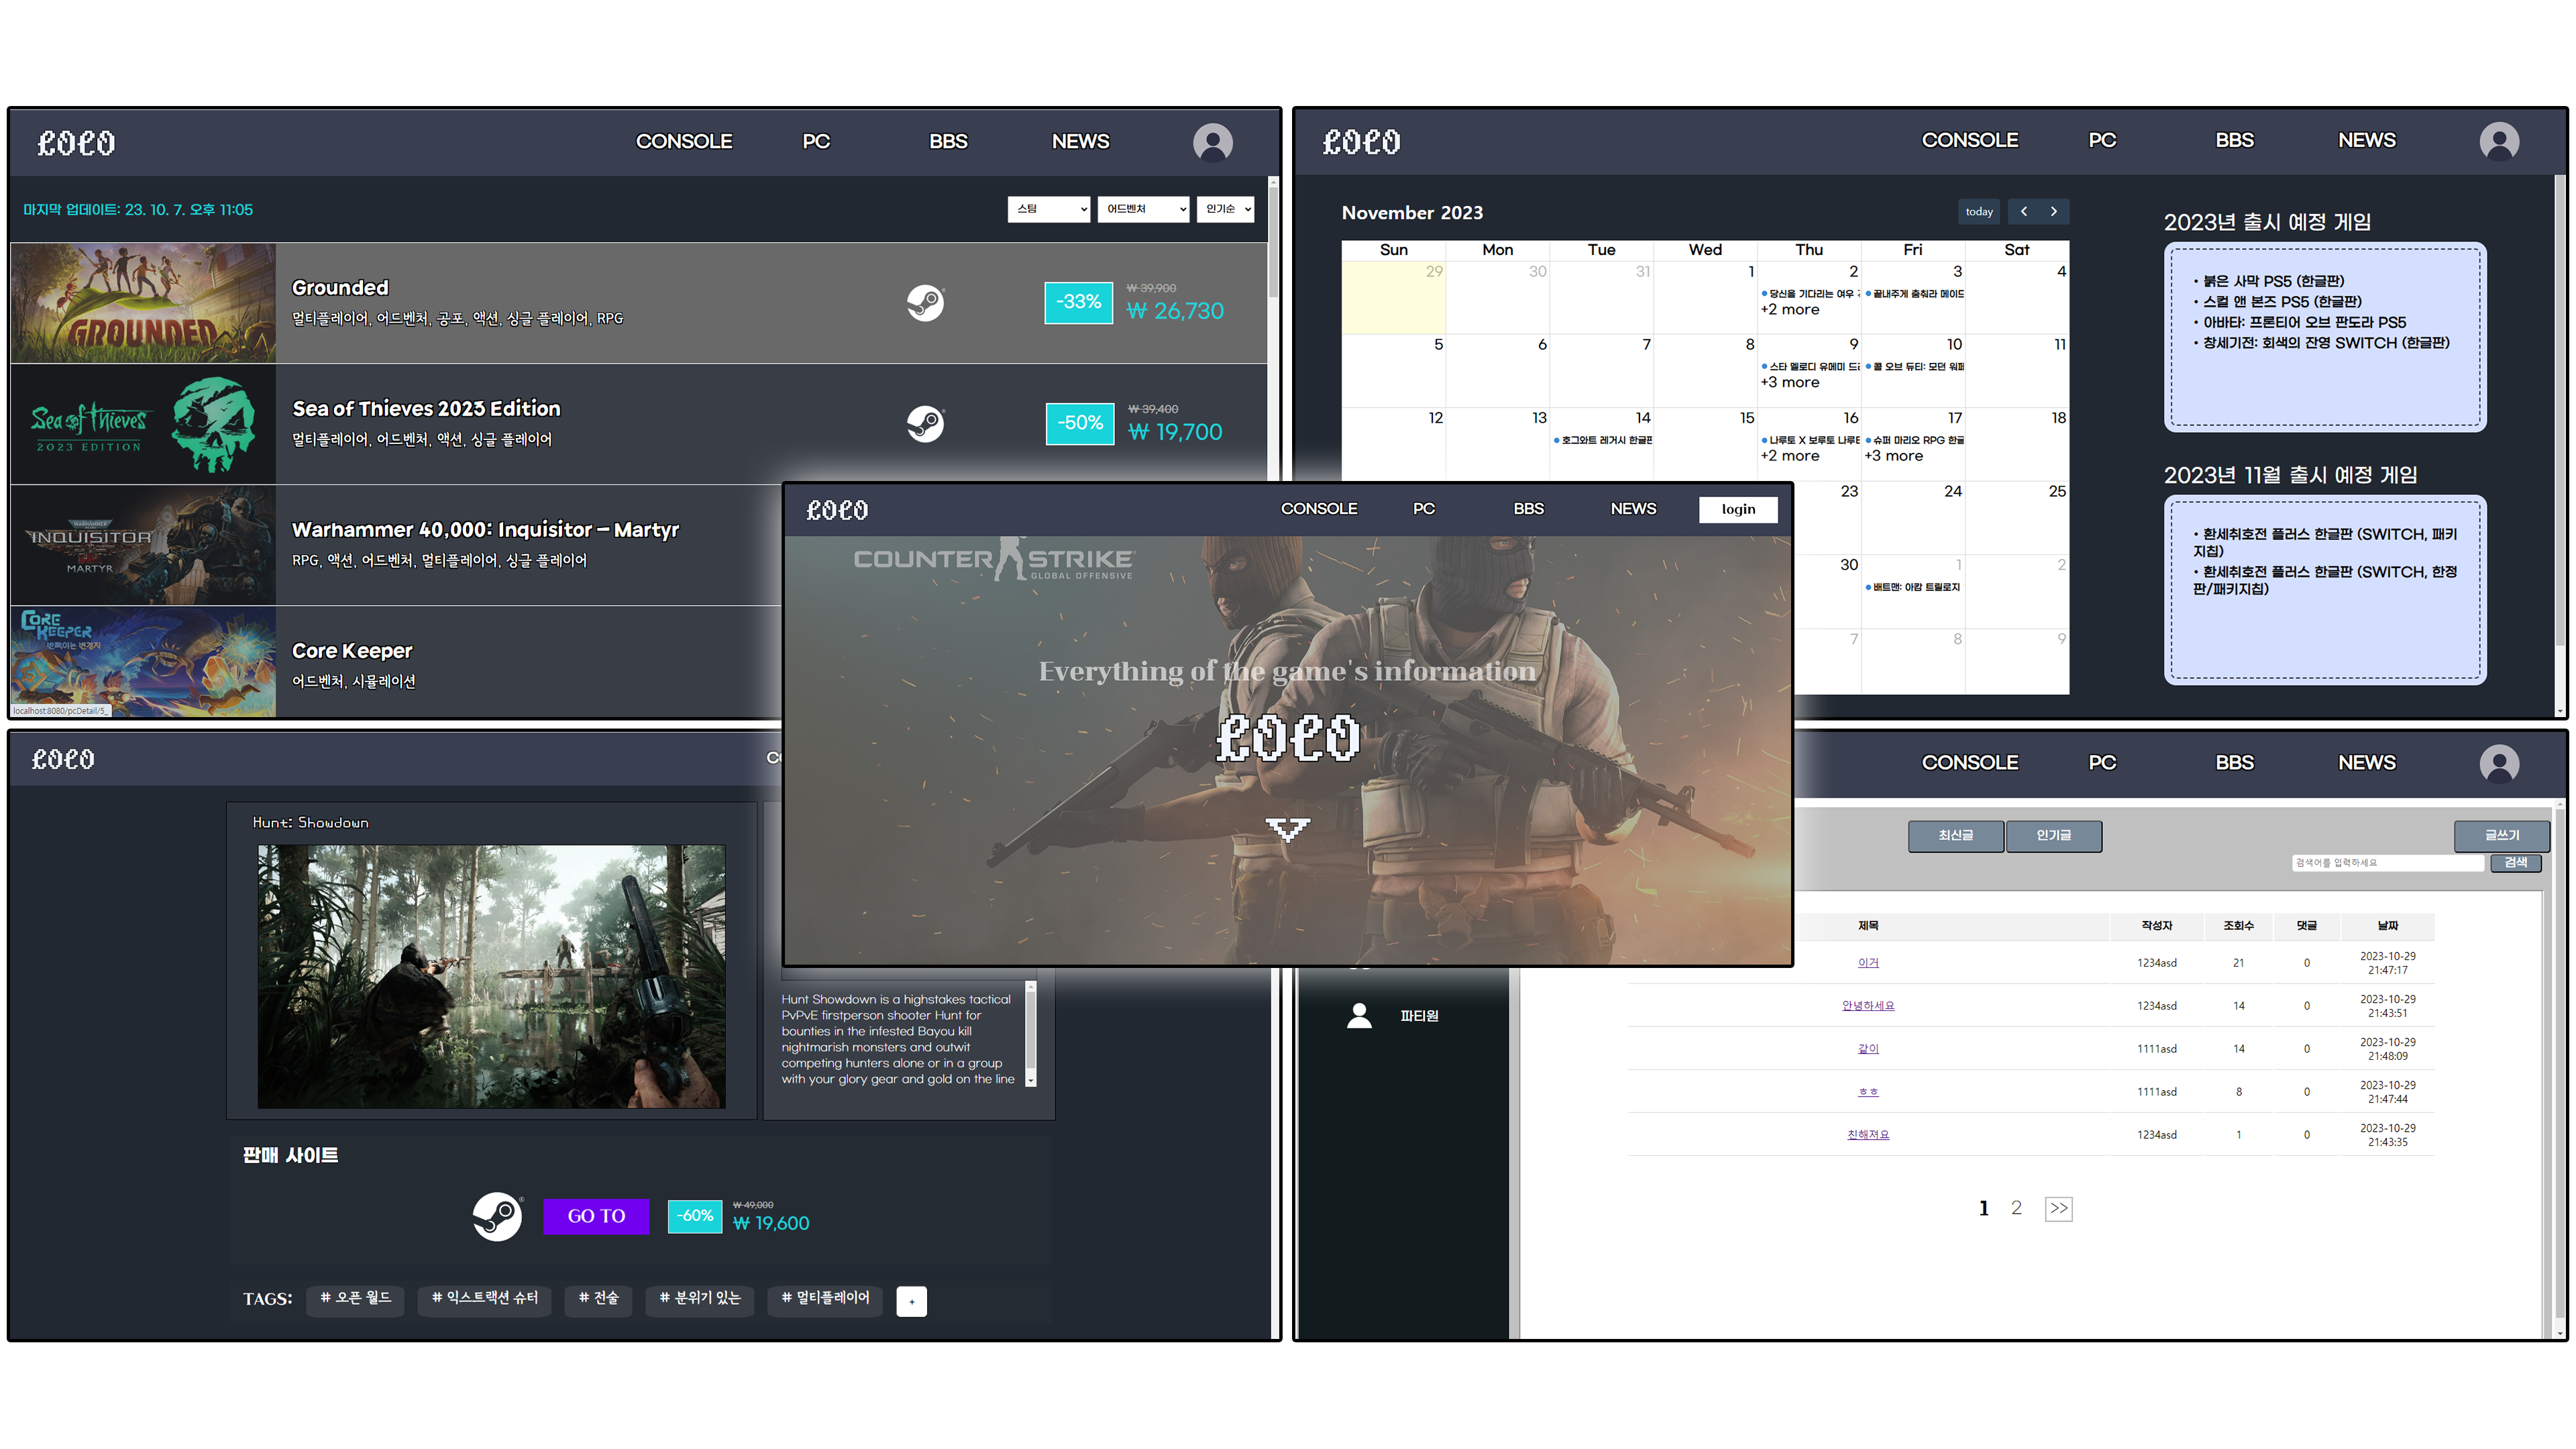 LOLO
CONSOLE PC BBS NEWS
마지막 업데이트: 23. 10. 7. 오후 11:05
스팀 어드벤처 인기순
GROUNDED
Grounded
멀티플레이어, 어드벤처, 공포, 액션, 싱글 플레이어, RPG
-33% ₩ 39,900
₩ 26,730
Sea of Thieves
2023 EDITION
Sea of Thieves 2023 Edition
멀티플레이어, 어드벤처, 액션, 싱글 플레이어
-50% ₩ 39,400
₩ 19,700
WARHAMMER
INQUISITOR
MARTYR
Warhammer 40,000: Inquisitor – Martyr
RPG, 액션, 어드벤처, 멀티플레이어, 싱글 플레이어
CORE
KEEPER
Core Keeper
어드벤처, 시뮬레이션
localhost:8080/pcDetail/5_
LOLO
CONSOLE PC BBS NEWS
November 2023
today
Sun Mon Tue Wed Thu Fri Sat
29 30 31 1 2 3 4
당신을 기다리는 여우 끝내주게 춤춰라 메이드
+2 more
5 6 7 8 9 10 11
스타 멜로디 유메미 드리 콜 오브 듀티: 모던 워페
+3 more
12 13 14 15 16 17 18
호그와트 레거시 한글판 나루토 X 보루토 나루티 슈퍼 마리오 RPG 한글
+2 more +3 more
23 24 25
30 1 2
배트맨: 아캄 트릴로지
7 8 9
2023년 출시 예정 게임
• 붉은 사막 PS5 (한글판)
• 스컬 앤 본즈 PS5 (한글판)
• 아바타: 프론티어 오브 판도라 PS5
• 창세기전: 회색의 잔영 SWITCH (한글판)
2023년 11월 출시 예정 게임
• 환세취호전 플러스 한글판 (SWITCH, 패키
지칩)
• 환세취호전 플러스 한글판 (SWITCH, 한정
판/패키지칩)
LOLO
CONSOLE PC BBS NEWS login
COUNTER STRIKE
GLOBAL OFFENSIVE
Everything of the game's information
LOLO
LOLO
Hunt: Showdown
Hunt Showdown is a highstakes tactical
PvPvE firstperson shooter Hunt for
bounties in the infested Bayou kill
nightmarish monsters and outwit
competing hunters alone or in a group
with your glory gear and gold on the line
판매 사이트
GO TO -60% ₩ 49,000
₩ 19,600
TAGS: # 오픈 월드 # 익스트랙션 슈터 # 전술 # 분위기 있는 # 멀티플레이어 +
CONSOLE PC BBS NEWS
최신글 인기글 글쓰기
검색어를 입력하세요 검색
파티원
제목 작성자 조회수 댓글 날짜
이거 1234asd 21 0 2023-10-29
21:47:17
안녕하세요 1234asd 14 0 2023-10-29
21:43:51
같이 1111asd 14 0 2023-10-29
21:48:09
ㅎㅎ 1111asd 8 0 2023-10-29
21:47:44
친해져요 1234asd 1 0 2023-10-29
21:43:35
1 2 >>